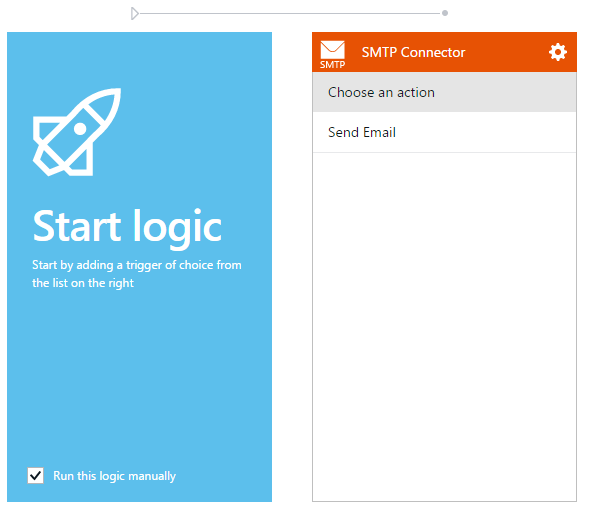 Start logic
Start by adding a trigger of choice from
the list on the right
Run this logic manually
SMTP
SMTP Connector
Choose an action
Send Email